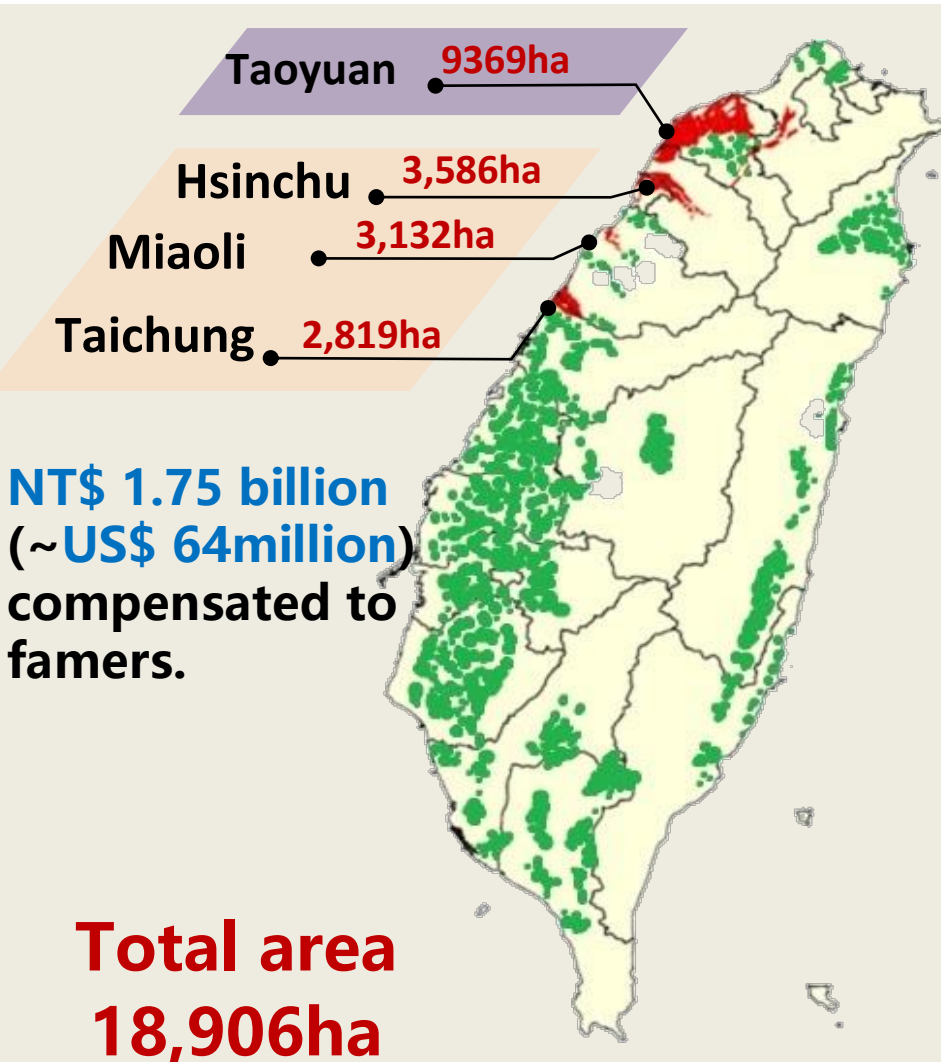 Taoyuan 9369ha
Hsinchu 3,586ha
Miaoli 3,132ha
Taichung 2,819ha
NT$ 1.75 billion
(~US$ 64million)
compensated to
famers.
Total area
18,906ha